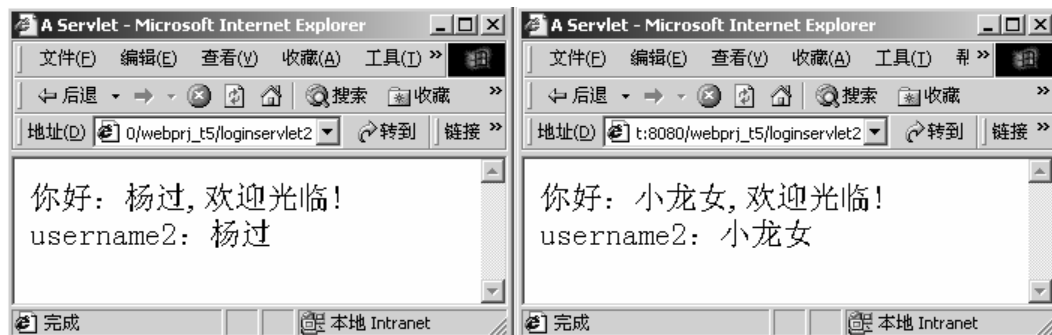 A Servlet - Microsoft Internet Explorer
文件(F) 编辑(E) 查看(V) 收藏(A) 工具(T) »
后退 搜索 收藏 »
地址(D) 0/webprj_t5/loginservlet2 转到 链接 »
你好：杨过,欢迎光临！
username2：杨过
完成 本地 Intranet
A Servlet - Microsoft Internet Explorer
文件(F) 编辑(E) 查看(V) 收藏(A) 工具(T) 帮 »
后退 搜索 收藏 »
地址(D) t:8080/webprj_t5/loginservlet2 转到 链接 »
你好：小龙女,欢迎光临！
username2：小龙女
完成 本地 Intranet